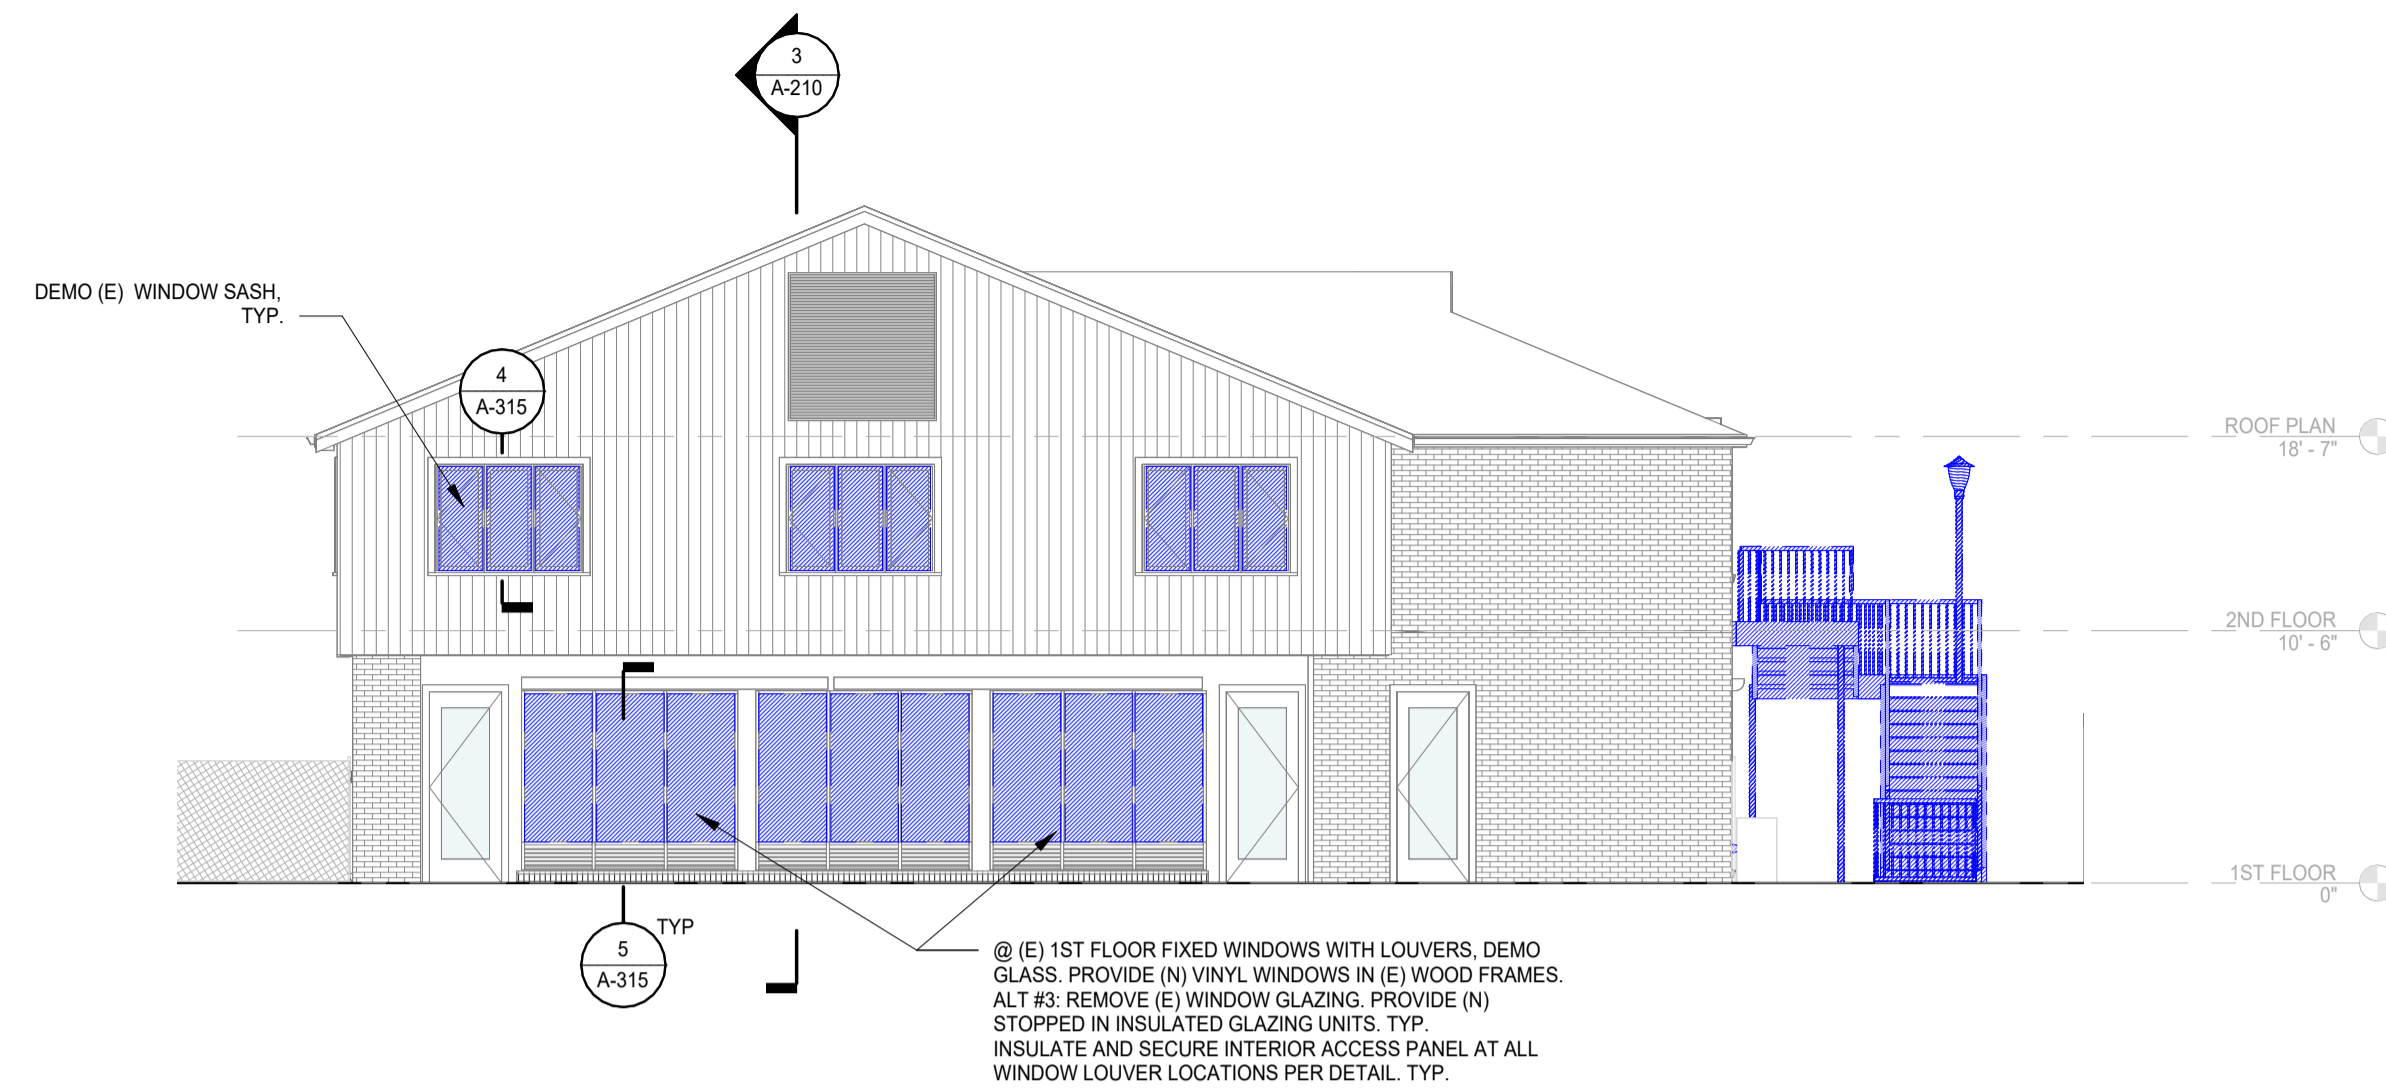 3
A-210
DEMO (E) WINDOW SASH,
TYP.
4
A-315
ROOF PLAN
18' - 7"
2ND FLOOR
10' - 6"
1ST FLOOR
0"
TYP
5
A-315
@ (E) 1ST FLOOR FIXED WINDOWS WITH LOUVERS, DEMO
GLASS. PROVIDE (N) VINYL WINDOWS IN (E) WOOD FRAMES.
ALT #3: REMOVE (E) WINDOW GLAZING. PROVIDE (N)
STOPPED IN INSULATED GLAZING UNITS. TYP.
INSULATE AND SECURE INTERIOR ACCESS PANEL AT ALL
WINDOW LOUVER LOCATIONS PER DETAIL. TYP.